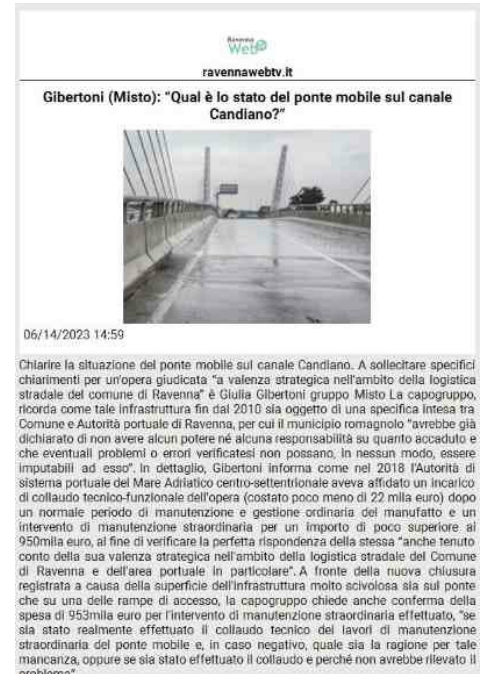 Ravenna
Web
ravennawebtv.it
Gibertoni (Misto): "Qual è lo stato del ponte mobile sul canale
Candiano?"
06/14/2023 14:59
Chiarire la situazione del ponte mobile sul canale Candiano. A sollecitare specifici
chiarimenti per un'opera giudicata "a valenza strategica nell'ambito della logistica
stradale del comune di Ravenna" è Giulia Gibertoni gruppo Misto La capogruppo,
ricorda come tale infrastruttura fin dal 2010 sia oggetto di una specifica intesa tra
Comune e Autorità portuale di Ravenna, per cui il municipio romagnolo "avrebbe già
dichiarato di non avere alcun potere né alcuna responsabilità su quanto accaduto e
che eventuali problemi o errori verificatesi non possano, in nessun modo, essere
imputabili ad esso". In dettaglio, Gibertoni informa come nel 2018 l'Autorità di
sistema portuale del Mare Adriatico centro-settentrionale aveva affidato un incarico
di collaudo tecnico-funzionale dell'opera (costato poco meno di 22 mila euro) dopo
un normale periodo di manutenzione e gestione ordinaria del manufatto e un
intervento di manutenzione straordinaria per un importo di poco superiore ai
950mila euro, al fine di verificare la perfetta rispondenza della stessa "anche tenuto
conto della sua valenza strategica nell'ambito della logistica stradale del Comune
di Ravenna e dell'area portuale in particolare". A fronte della nuova chiusura
registrata a causa della superficie dell'infrastruttura molto scivolosa sia sul ponte
che su una delle rampe di accesso, la capogruppo chiede anche conferma della
spesa di 953mila euro per l'intervento di manutenzione straordinaria effettuato, "se
sia stato realmente effettuato il collaudo tecnico dei lavori di manutenzione
straordinaria del ponte mobile e, in caso negativo, quale sia la ragione per tale
mancanza, oppure se sia stato effettuato il collaudo e perché non avrebbe rilevato il
problema"